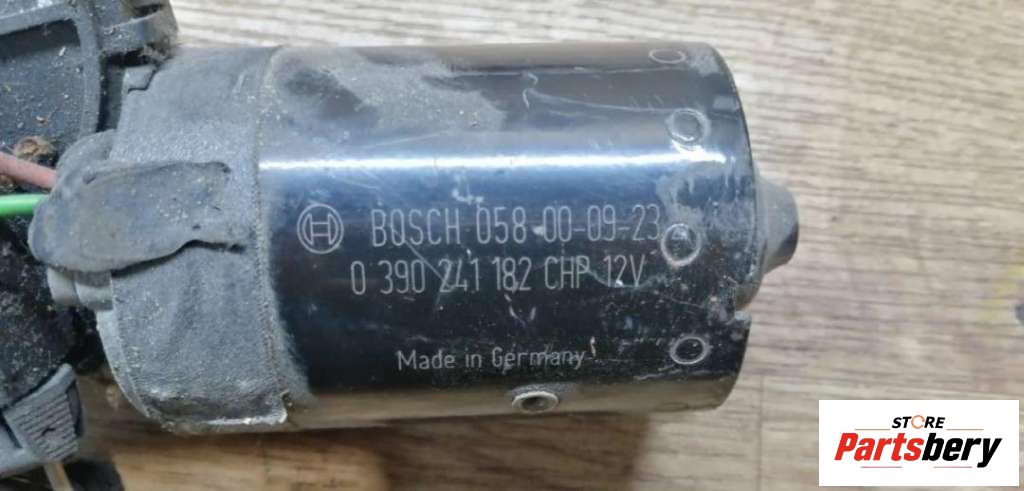 BOSCH 058 00-09-23
0 390 241 182 CHP 12V
Made in Germany
STORE
Partsbery